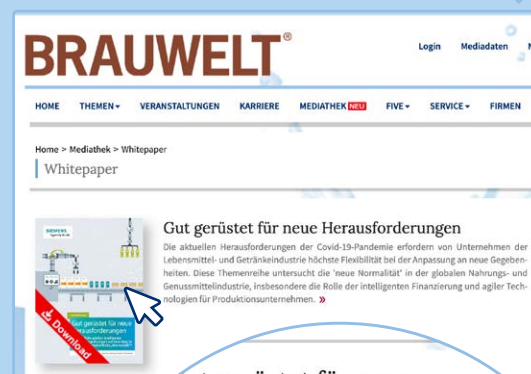 BRAUWELT®
Login Mediadaten
HOME THEMEN VERANSTALTUNGEN KARRIERE MEDIATHEK NEU FIVE SERVICE FIRMEN
Home > Mediathek > Whitepaper
Whitepaper
SIEMENS
Gut gerüstet für neue Herausforderungen
Die aktuellen Herausforderungen der Covid-19-Pandemie erfordern von Unternehmen der
Lebensmittel- und Getränkeindustrie höchste Flexibilität bei der Anpassung an neue Gegeben-
heiten. Diese Themenreihe untersucht die 'neue Normalität' in der globalen Nahrungs- und
Genussmittelindustrie, insbesondere die Rolle der intelligenten Finanzierung und agiler Tech-
nologien für Produktionsunternehmen. »
Gut gerüstet für neue
Herausforderungen
Download